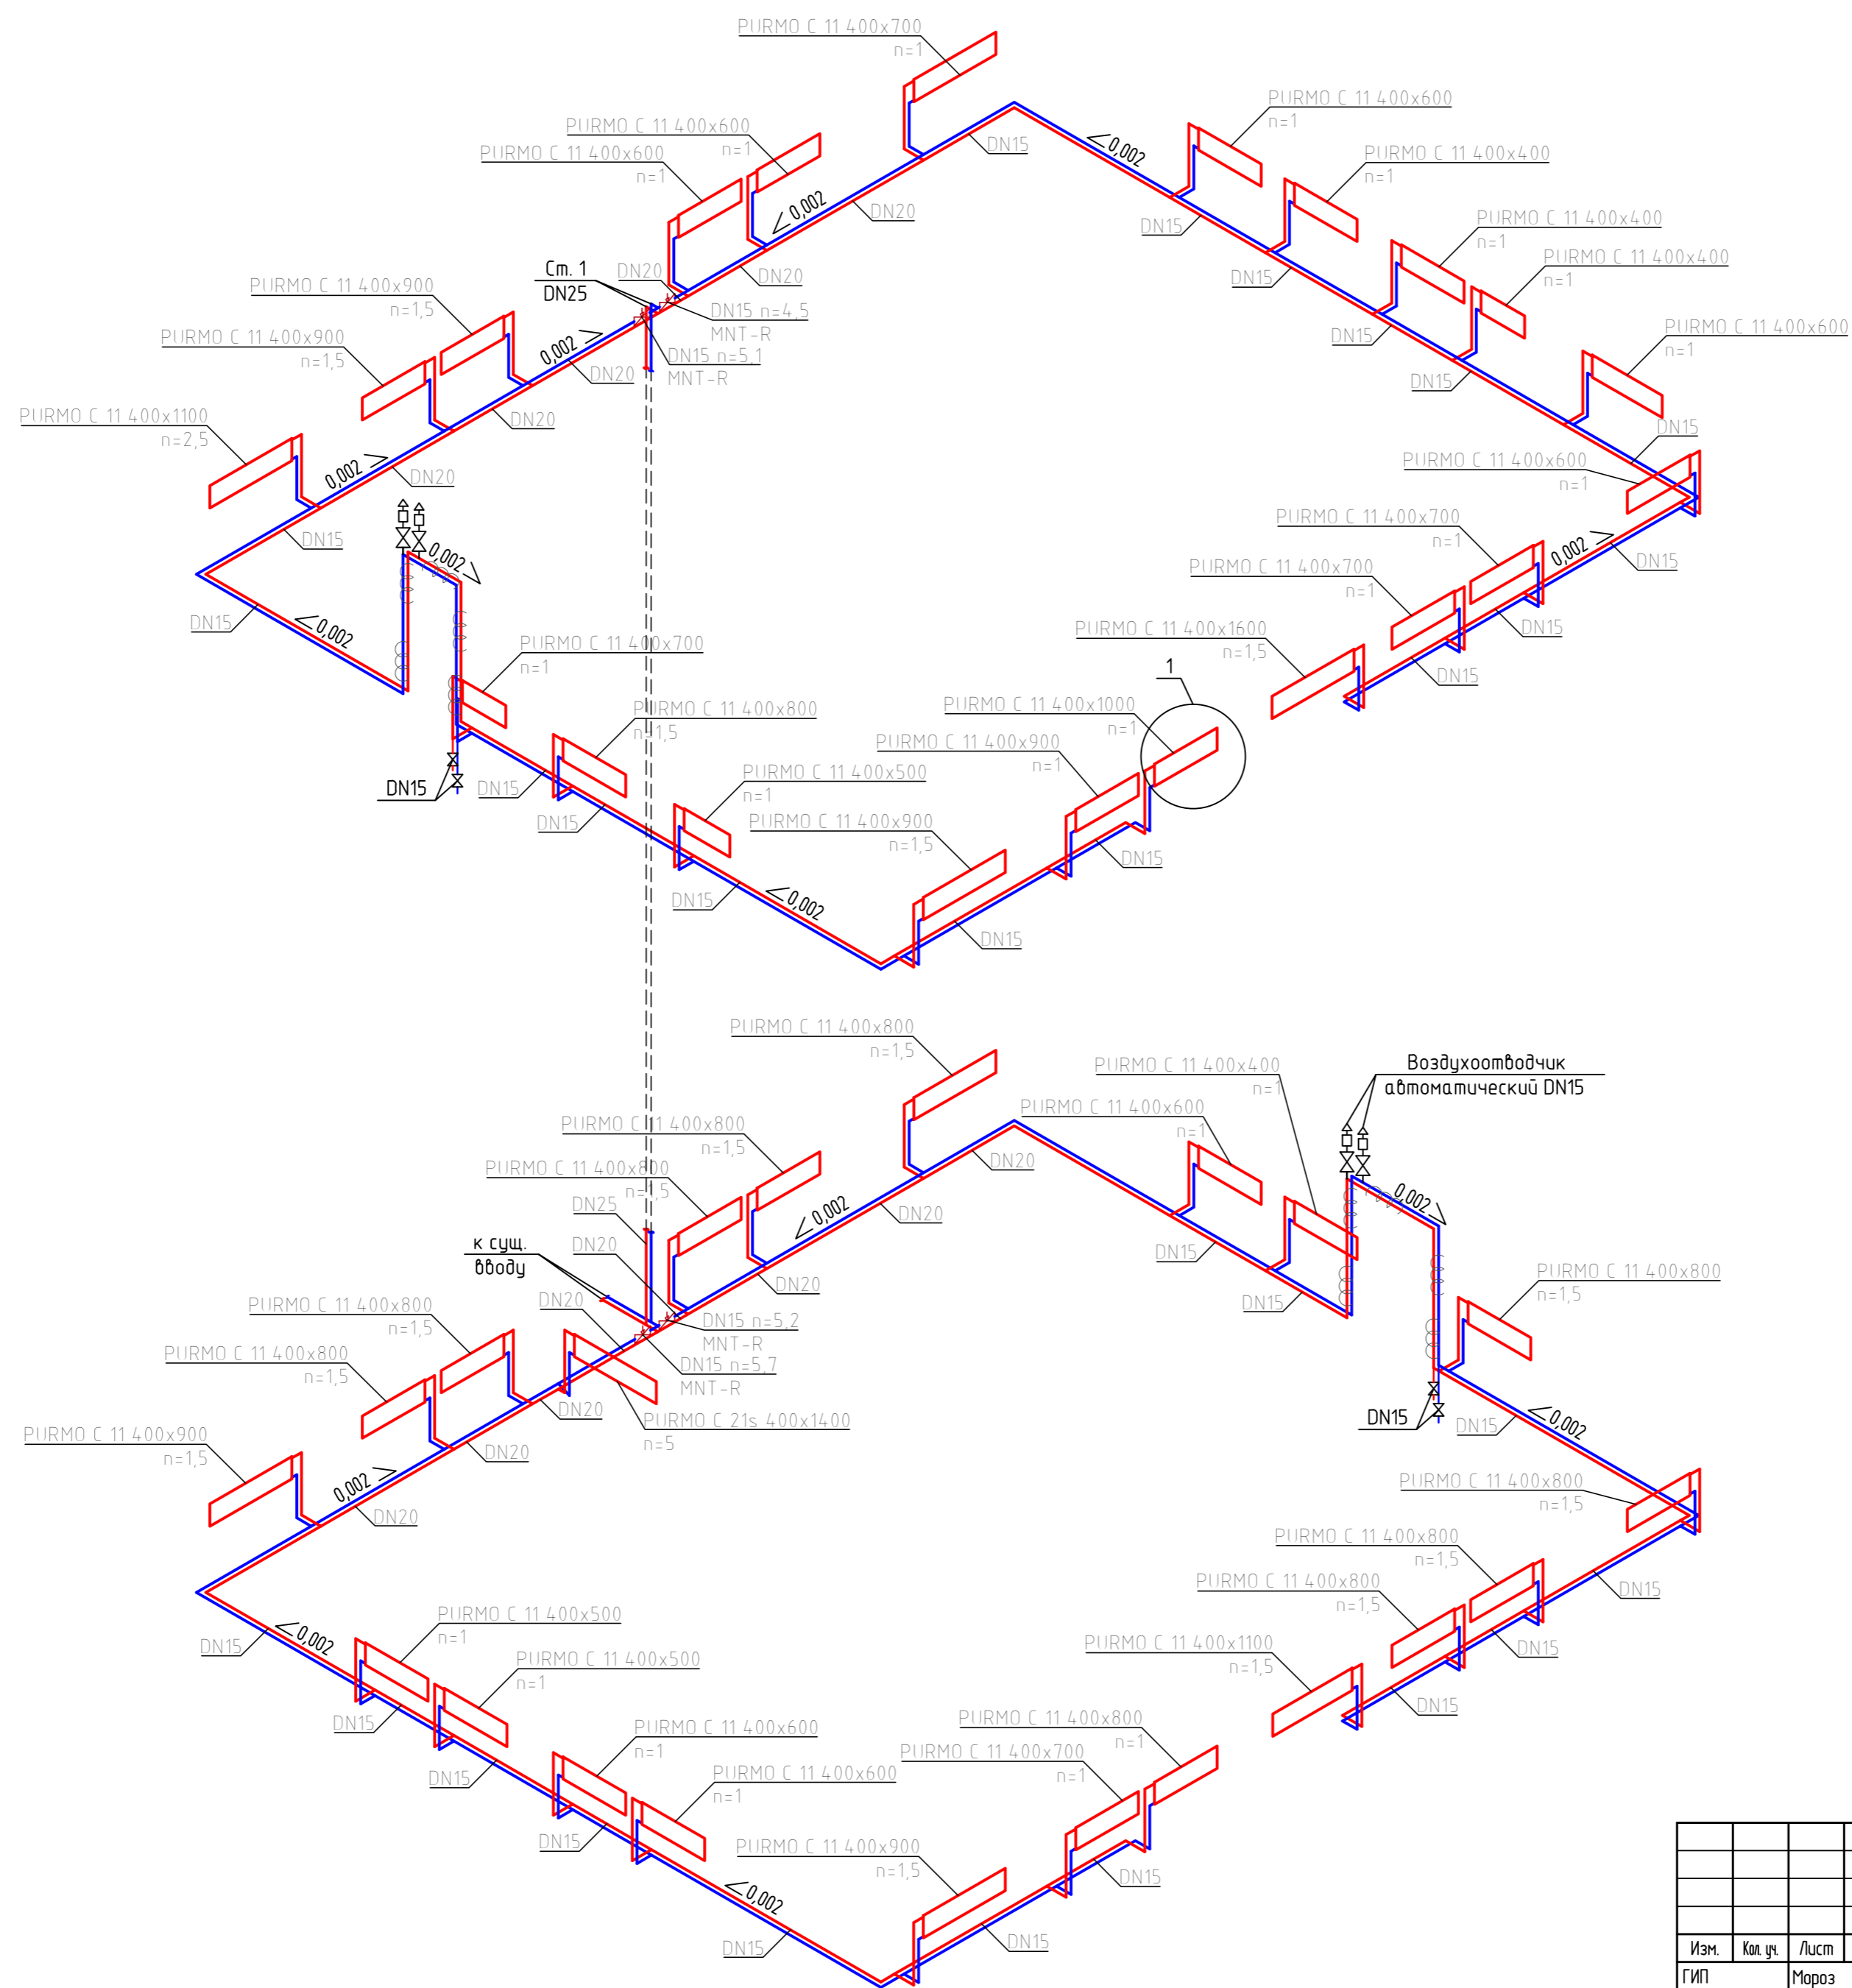 PURMO C 11 400x700
n=1
PURMO C 11 400x600
n=1
PURMO C 11 400x600
n=1
PURMO C 11 400x600
n=1
PURMO C 11 400x400
n=1
PURMO C 11 400x400
n=1
PURMO C 11 400x400
n=1
PURMO C 11 400x600
n=1
DN15
0,002
DN15
DN20
0,002
DN20
DN20
Ст. 1
DN25
DN15 n=4,5
MNT-R
DN15 n=5,1
MNT-R
DN15
DN15
DN15
DN15
PURMO C 11 400x900
n=1,5
PURMO C 11 400x900
n=1,5
PURMO C 11 400x1100
n=2,5
0,002
DN20
DN20
0,002
DN20
DN15
0,002
DN15
0,002
PURMO C 11 400x600
n=1
PURMO C 11 400x700
n=1
PURMO C 11 400x700
n=1
PURMO C 11 400x1600
n=1,5
0,002
DN15
DN15
DN15
PURMO C 11 400x700
n=1
PURMO C 11 400x800
n=1,5
PURMO C 11 400x500
n=1
PURMO C 11 400x900
n=1,5
PURMO C 11 400x900
n=1
PURMO C 11 400x1000
n=1
1
DN15
DN15
DN15
DN15
0,002
DN15
DN15
PURMO C 11 400x800
n=1,5
PURMO C 11 400x800
n=1,5
PURMO C 11 400x800
n=1,5
PURMO C 11 400x400
n=1
PURMO C 11 400x600
n=1
Воздухоотводчик
автоматический DN15
DN20
0,002
DN20
DN20
DN25
DN20
к сущ.
вводу
DN20
DN15 n=5,2
MNT-R
DN15 n=5,7
MNT-R
PURMO C 21s 400x1400
n=5
DN15
DN15
0,002
PURMO C 11 400x800
n=1,5
DN15
DN15
0,002
PURMO C 11 400x800
n=1,5
PURMO C 11 400x800
n=1,5
PURMO C 11 400x900
n=1,5
DN20
DN20
0,002
DN20
PURMO C 11 400x800
n=1,5
PURMO C 11 400x800
n=1,5
PURMO C 11 400x800
n=1,5
PURMO C 11 400x1100
n=1,5
DN15
DN15
DN15
DN15
0,002
PURMO C 11 400x500
n=1
PURMO C 11 400x500
n=1
PURMO C 11 400x600
n=1
PURMO C 11 400x600
n=1
PURMO C 11 400x900
n=1,5
PURMO C 11 400x700
n=1
PURMO C 11 400x800
n=1
DN15
DN15
DN15
0,002
DN15
DN15
DN15
Изм. Кол. уч. Лист
ГИП Мороз